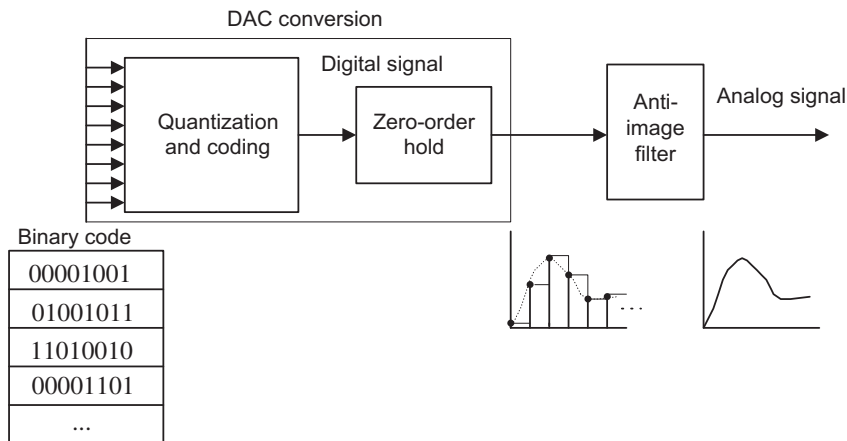 DAC conversion
Digital signal
Quantization
and coding
Zero-order
hold
Anti-
image
filter
Analog signal
Binary code
00001001
01001011
11010010
00001101
...
. . .